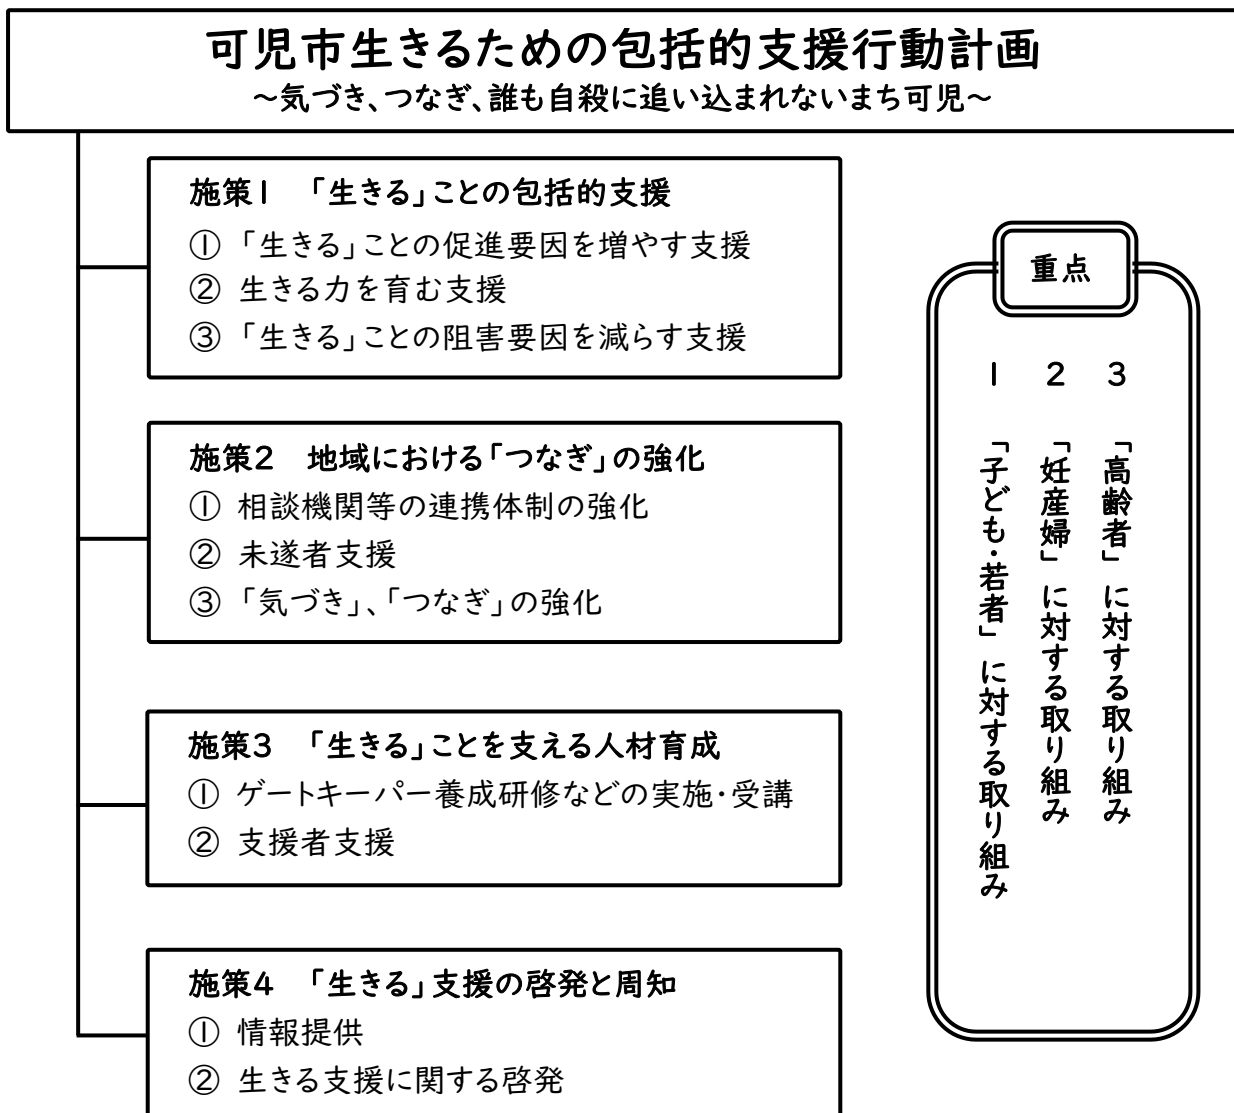 可児市生きるための包括的支援行動計画
~気づき、つなぎ、誰も自殺に追い込まれないまち可児~
施策1 「生きる」ことの包括的支援
① 「生きる」ことの促進要因を増やす支援
② 生きる力を育む支援
③ 「生きる」ことの阻害要因を減らす支援
施策2 地域における「つなぎ」の強化
① 相談機関等の連携体制の強化
② 未遂者支援
③ 「気づき」、「つなぎ」の強化
施策3 「生きる」ことを支える人材育成
① ゲートキーパー養成研修などの実施・受講
② 支援者支援
施策4 「生きる」支援の啓発と周知
① 情報提供
② 生きる支援に関する啓発
重点
1 「子ども・若者」に対する取り組み
2 「妊産婦」に対する取り組み
3 「高齢者」に対する取り組み